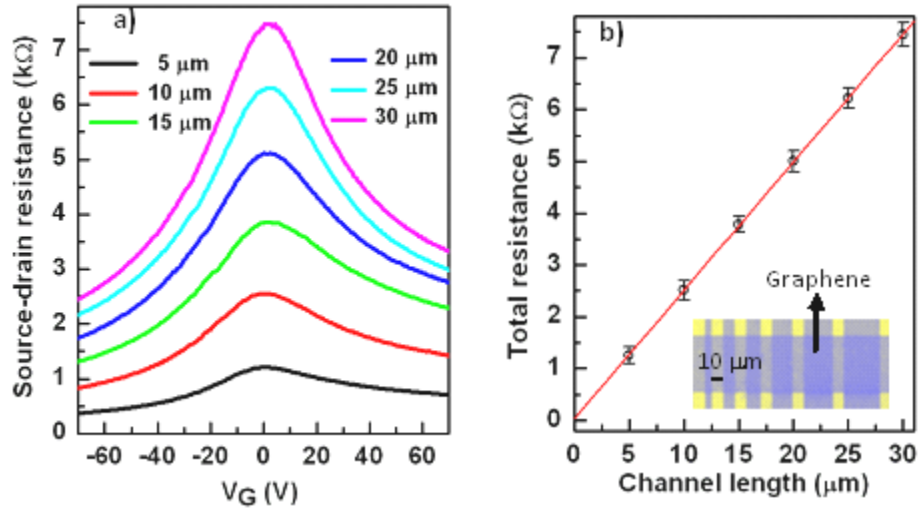 a)
5 μm
10 μm
15 μm
20 μm
25 μm
30 μm
Source-drain resistance (kΩ)
7
6
5
4
3
2
1
0
-60 -40 -20 0 20 40 60
VG (V)
b)
Total resistance (kΩ)
7
6
5
4
3
2
1
0
Graphene
10 μm
0 5 10 15 20 25 30
Channel length (μm)